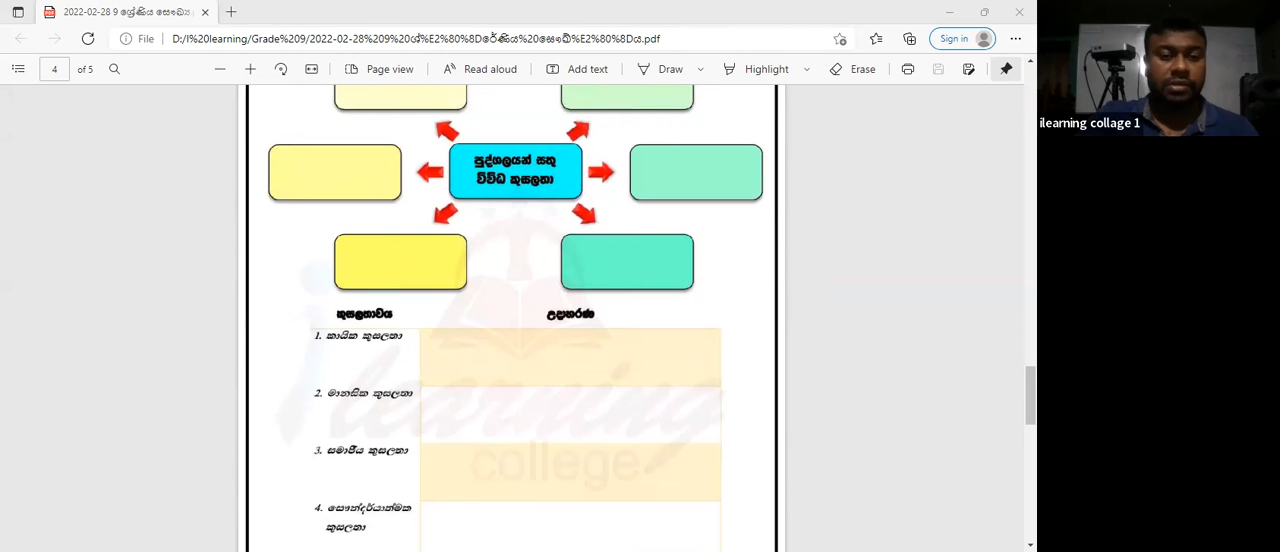 2022-02-28 9 ශ්‍රේණිය සෞඛ්‍ය
File
D:/I%20learning/Grade%209/2022-02-28%209%20ශ්%E2%80%8Dරේණිය%20සෞඛ්%E2%80%8Dය.pdf
Sign in
4 of 5
Page view
Read aloud
Add text
Draw
Highlight
Erase
ilearning collage 1
පුද්ගලයන් සතු
විවිධ කුසලතා
කුසලතාවය
උදාහරණ
1. කායික කුසලතා
2. මානසික කුසලතා
3. සමාජීය කුසලතා
4. සෞන්දර්යාත්මක
කුසලතා
i learning
college